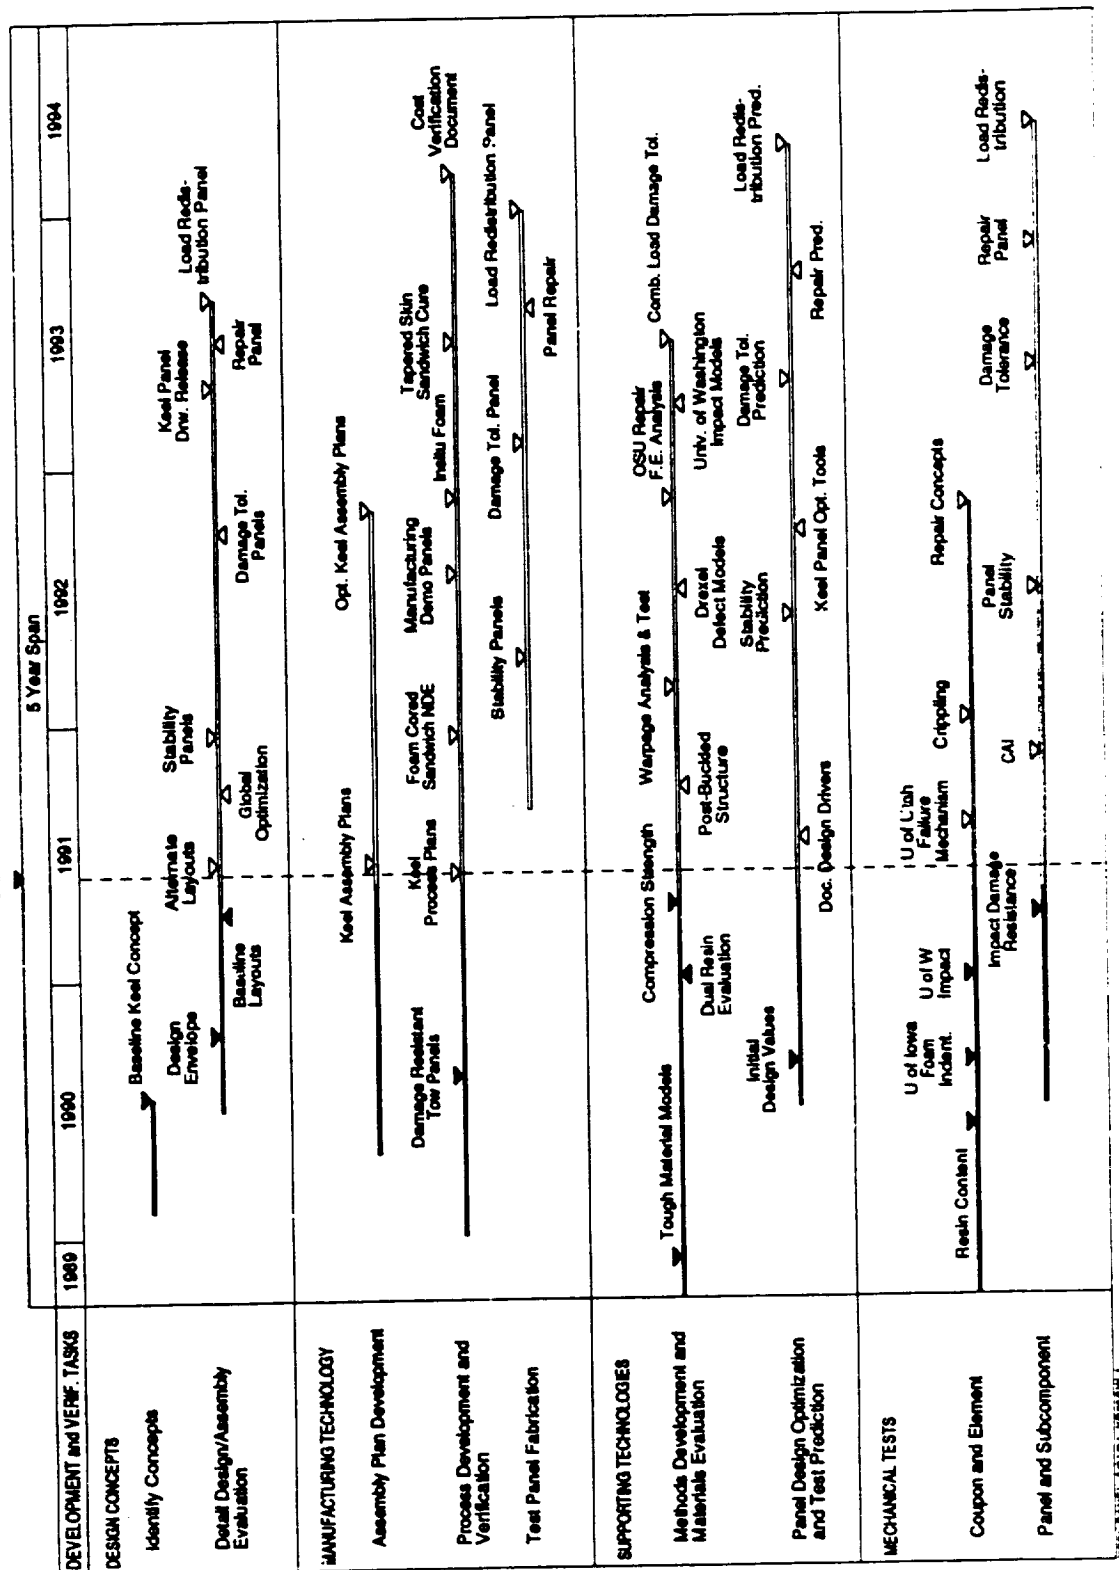 5 Year Span
DEVELOPMENT and VERIF. TASKS
1989
1990
1991
1992
1993
1994
DESIGN CONCEPTS
Identify Concepts
Baseline Keel Concept
Detail Design/Assembly
Evaluation
Design
Envelope
Baseline
Layouts
Alternate
Layouts
Global
Optimization
Stability
Panels
Damage Tol.
Panels
Keel Panel
Drw. Release
Repair
Panel
Load Redis-
tribution Panel
MANUFACTURING TECHNOLOGY
Assembly Plan Development
Keel Assembly Plans
Opt. Keel Assembly Plans
Process Development and
Verification
Damage Resistant
Tow Panels
Keel
Process Plans
Foam Cored
Sandwich NDE
Manufacturing
Demo Panels
Insitu Foam
Tapered Skin
Sandwich Cure
Cost
Verification
Document
Test Panel Fabrication
Stability Panels
Damage Tol. Panel
Panel Repair
Load Redistribution Panel
SUPPORTING TECHNOLOGIES
Methods Development and
Materials Evaluation
Tough Material Models
Dual Resin
Evaluation
Compression Strength
Post-Buckled
Structure
Warpage Analysis & Test
Drexel
Defect Models
OSU Repair
F.E. Analysis
Univ. of Washington
Impact Models
Comb. Load Damage Tol.
Panel Design Optimization
and Test Prediction
Initial
Design Values
Doc. Design Drivers
Stability
Prediction
Keel Panel Opt. Tools
Damage Tol.
Prediction
Repair Pred.
Load Redis-
tribution Pred.
MECHANICAL TESTS
Coupon and Element
Resin Content
U of Iowa
Foam
Indent.
U of W
Impact
U of Utah
Failure
Mechanism
Crippling
Repair Concepts
Panel and Subcomponent
Impact Damage
Resistance
CAI
Panel
Stability
Damage
Tolerance
Repair
Panel
Load Redis-
tribution